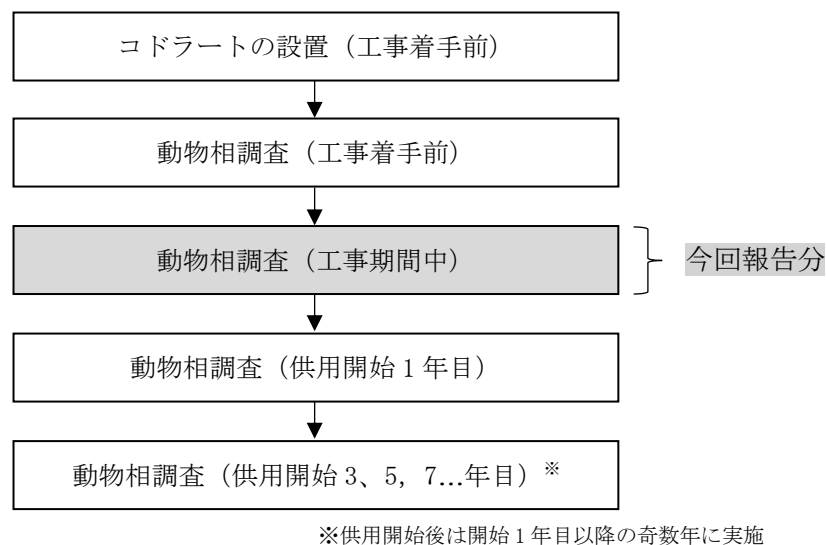 コドラートの設置（工事着手前）
動物相調査（工事着手前）
動物相調査（工事期間中）
今回報告分
動物相調査（供用開始1年目）
動物相調査（供用開始3、5，7…年目）※
※供用開始後は開始1年目以降の奇数年に実施